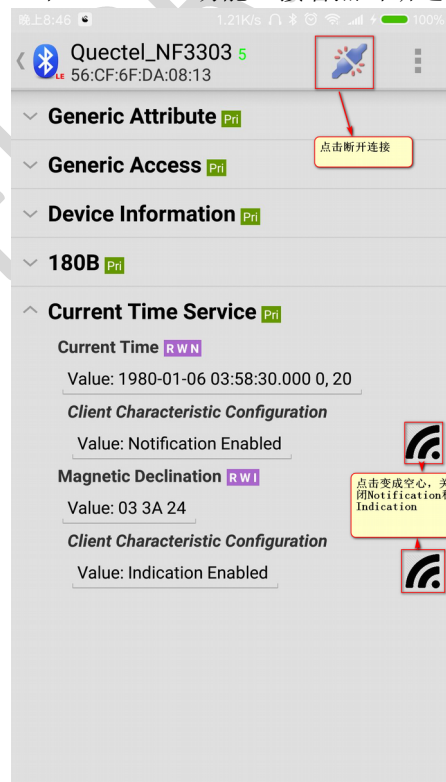 晚上8:46 1.21K/s 100%
Quectel_NF3303 5
LE 56:CF:6F:DA:08:13
点击断开连接
Generic Attribute Pri
Generic Access Pri
Device Information Pri
180B Pri
Current Time Service Pri
Current Time R W N
Value: 1980-01-06 03:58:30.000 0, 20
Client Characteristic Configuration
Value: Notification Enabled
Magnetic Declination R W I
点击变成空心，关
闭Notification和
Indication
Value: 03 3A 24
Client Characteristic Configuration
Value: Indication Enabled